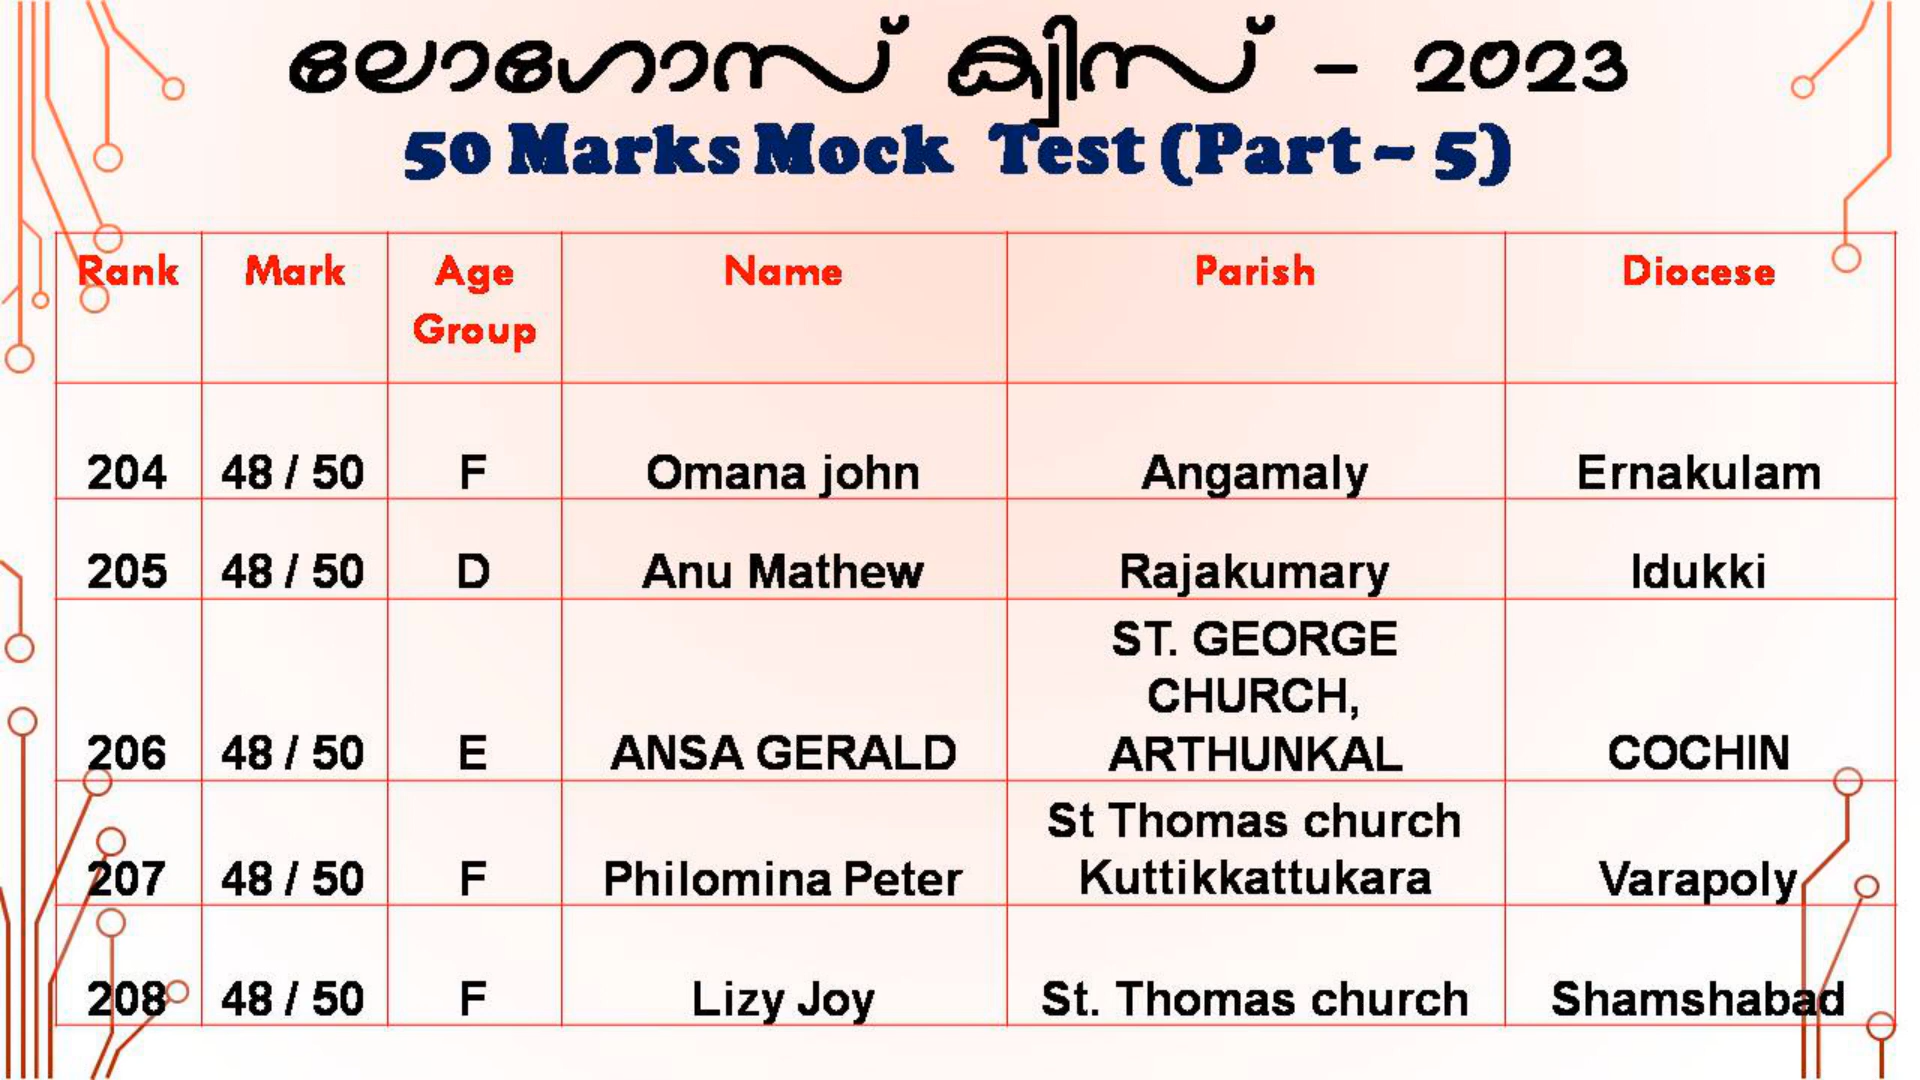 ലോഗോസ് ക്വിസ് - 2023
50 Marks Mock Test (Part - 5)
Rank Mark Age Group Name Parish Diocese
204 48 / 50 F Omana john Angamaly Ernakulam
205 48 / 50 D Anu Mathew Rajakumary Idukki
206 48 / 50 E ANSA GERALD ST. GEORGE CHURCH, ARTHUNKAL COCHIN
207 48 / 50 F Philomina Peter St Thomas church Kuttikkattukara Varapoly
208 48 / 50 F Lizy Joy St. Thomas church Shamshabad